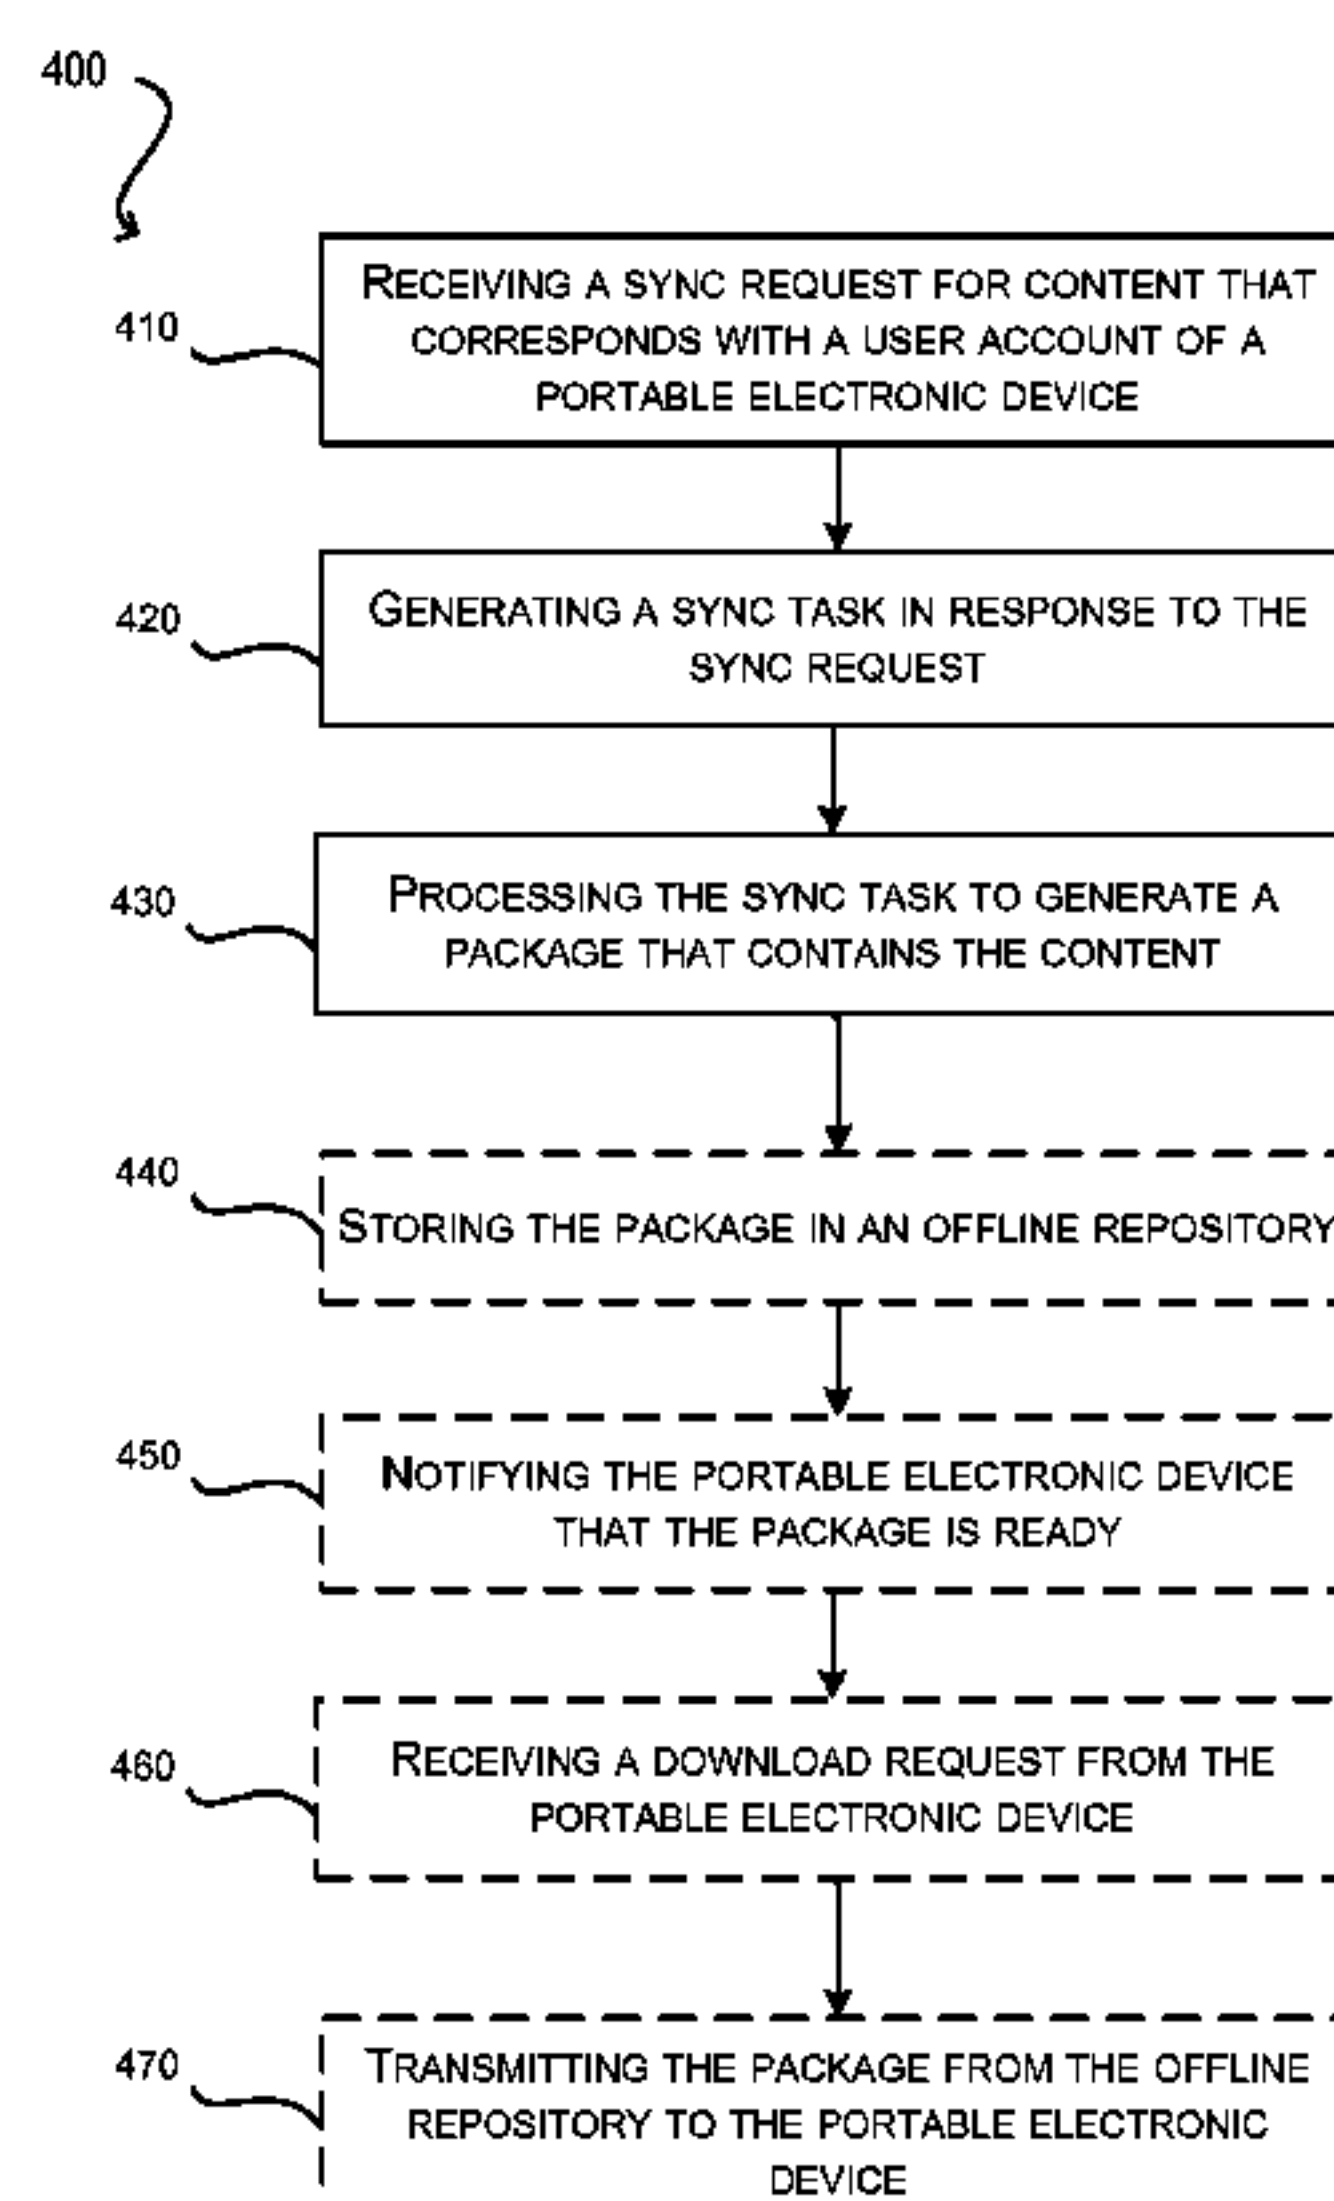 400
410
RECEIVING A SYNC REQUEST FOR CONTENT THAT
CORRESPONDS WITH A USER ACCOUNT OF A
PORTABLE ELECTRONIC DEVICE
420
GENERATING A SYNC TASK IN RESPONSE TO THE
SYNC REQUEST
430
PROCESSING THE SYNC TASK TO GENERATE A
PACKAGE THAT CONTAINS THE CONTENT
440
STORING THE PACKAGE IN AN OFFLINE REPOSITORY
450
NOTIFYING THE PORTABLE ELECTRONIC DEVICE
THAT THE PACKAGE IS READY
460
RECEIVING A DOWNLOAD REQUEST FROM THE
PORTABLE ELECTRONIC DEVICE
470
TRANSMITTING THE PACKAGE FROM THE OFFLINE
REPOSITORY TO THE PORTABLE ELECTRONIC
DEVICE